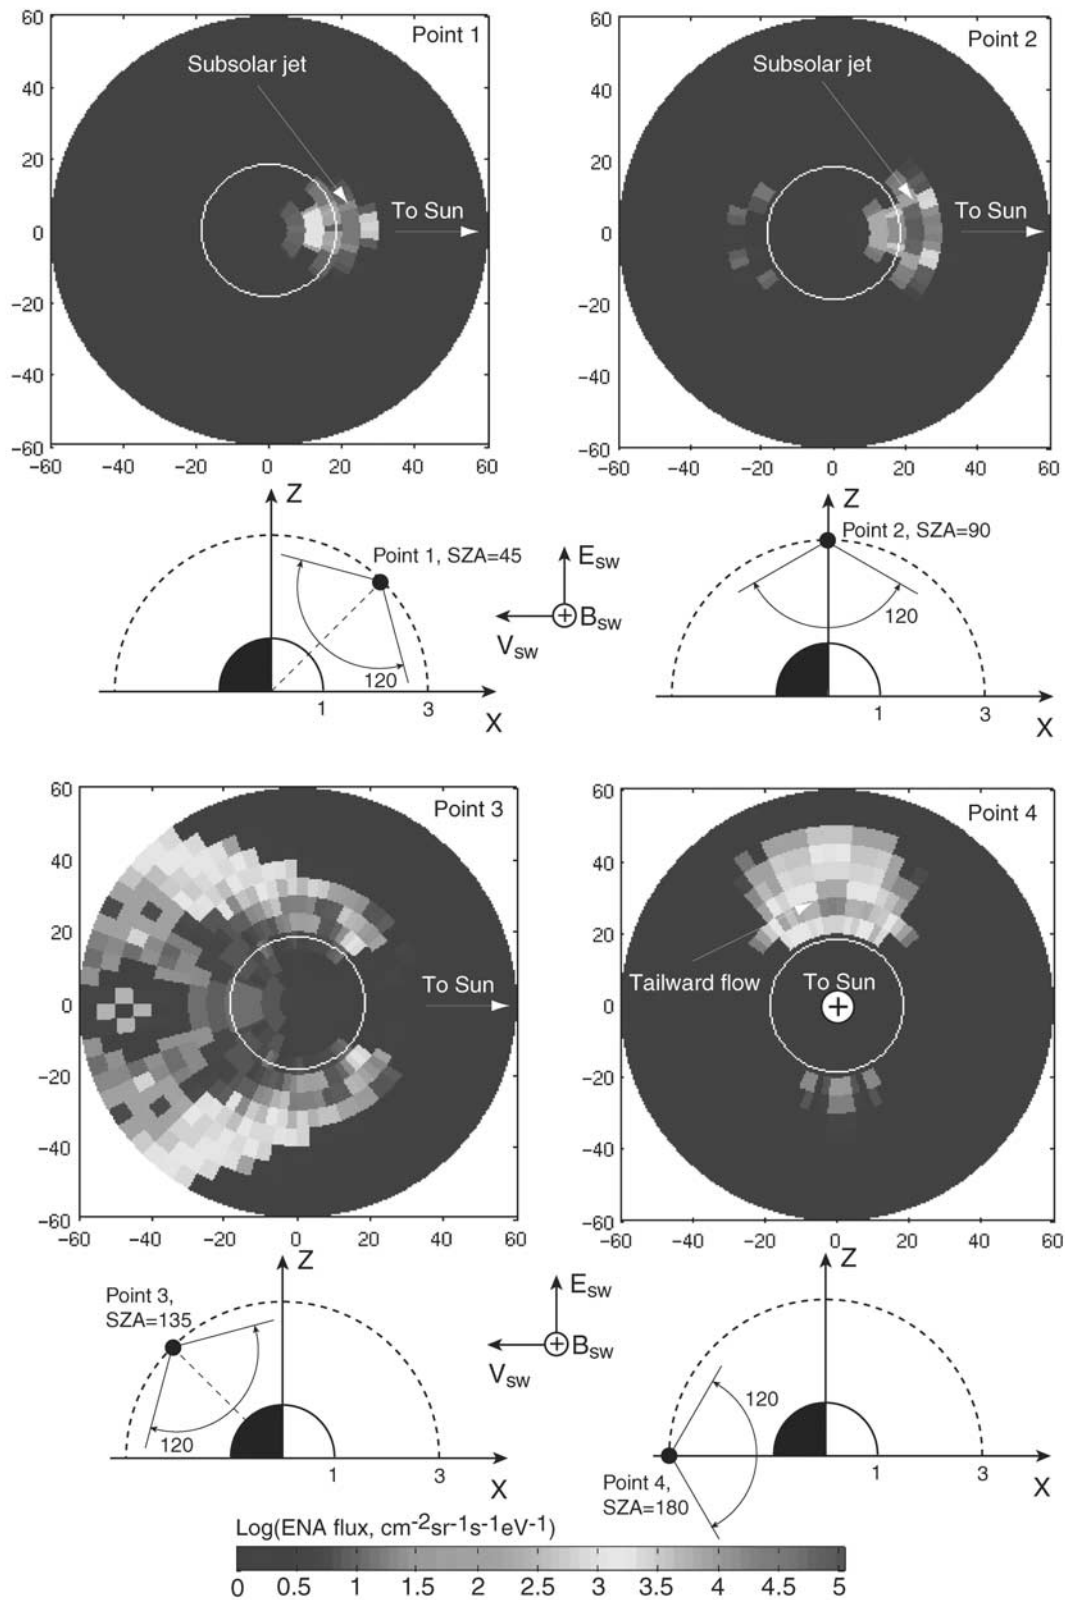 Point 1
Subsolar jet
To Sun
60
40
20
0
−20
−40
−60
−60 −40 −20 0 20 40 60
Point 2
Subsolar jet
To Sun
60
40
20
0
−20
−40
−60
−60 −40 −20 0 20 40 60
Z
Point 1, SZA=45
120
1 3
X
E_SW
B_SW
V_SW
Z
Point 2, SZA=90
120
1 3
X
Point 3
To Sun
60
40
20
0
−20
−40
−60
−60 −40 −20 0 20 40 60
Point 4
Tailward flow
To Sun
60
40
20
0
−20
−40
−60
−60 −40 −20 0 20 40 60
Z
Point 3,
SZA=135
120
1 3
X
E_SW
B_SW
V_SW
Z
120
Point 4,
SZA=180
1 3
X
Log(ENA flux, cm⁻²sr⁻¹s⁻¹eV⁻¹)
0 0.5 1 1.5 2 2.5 3 3.5 4 4.5 5